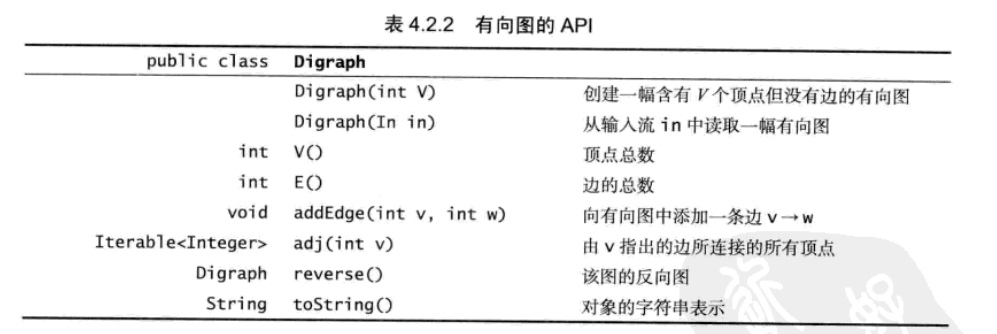 表 4.2.2 有向图的 API
public class Digraph
Digraph(int V) 创建一幅含有 V 个顶点但没有边的有向图
Digraph(In in) 从输入流 in 中读取一幅有向图
int V() 顶点总数
int E() 边的总数
void addEdge(int v, int w) 向有向图中添加一条边 v→w
Iterable<Integer> adj(int v) 由 v 指出的边所连接的所有顶点
Digraph reverse() 该图的反向图
String toString() 对象的字符串表示